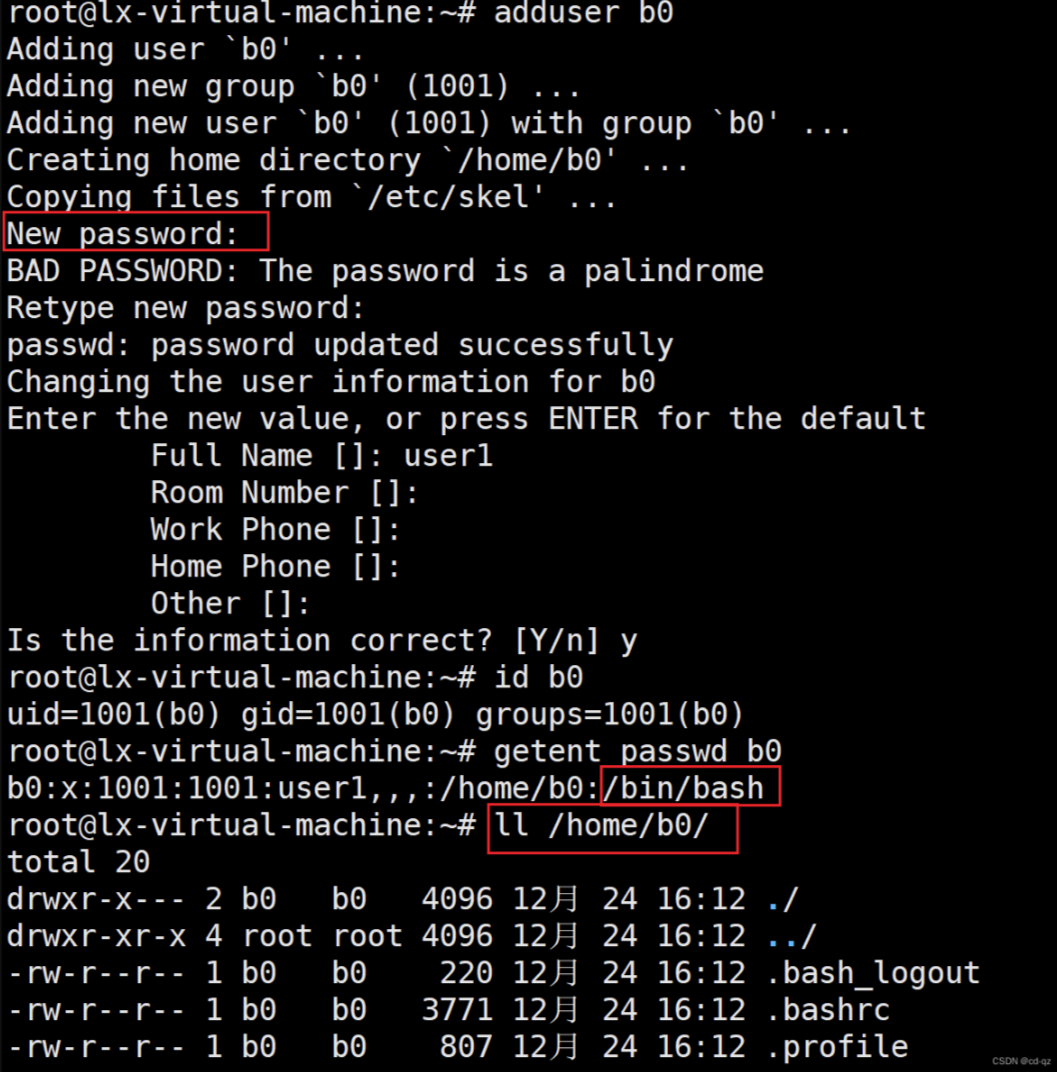 root@lx-virtual-machine:~# adduser b0
Adding user `b0' ...
Adding new group `b0' (1001) ...
Adding new user `b0' (1001) with group `b0' ...
Creating home directory `/home/b0' ...
Copying files from `/etc/skel' ...
New password:
BAD PASSWORD: The password is a palindrome
Retype new password:
passwd: password updated successfully
Changing the user information for b0
Enter the new value, or press ENTER for the default
        Full Name []: user1
        Room Number []:
        Work Phone []:
        Home Phone []:
        Other []:
Is the information correct? [Y/n] y
root@lx-virtual-machine:~# id b0
uid=1001(b0) gid=1001(b0) groups=1001(b0)
root@lx-virtual-machine:~# getent passwd b0
b0:x:1001:1001:user1,,,:/home/b0:/bin/bash
root@lx-virtual-machine:~# ll /home/b0/
total 20
drwxr-x--- 2 b0   b0   4096 12月 24 16:12 ./
drwxr-xr-x 4 root root 4096 12月 24 16:12 ../
-rw-r--r-- 1 b0   b0    220 12月 24 16:12 .bash_logout
-rw-r--r-- 1 b0   b0   3771 12月 24 16:12 .bashrc
-rw-r--r-- 1 b0   b0    807 12月 24 16:12 .profile
CSDN @cd-qz